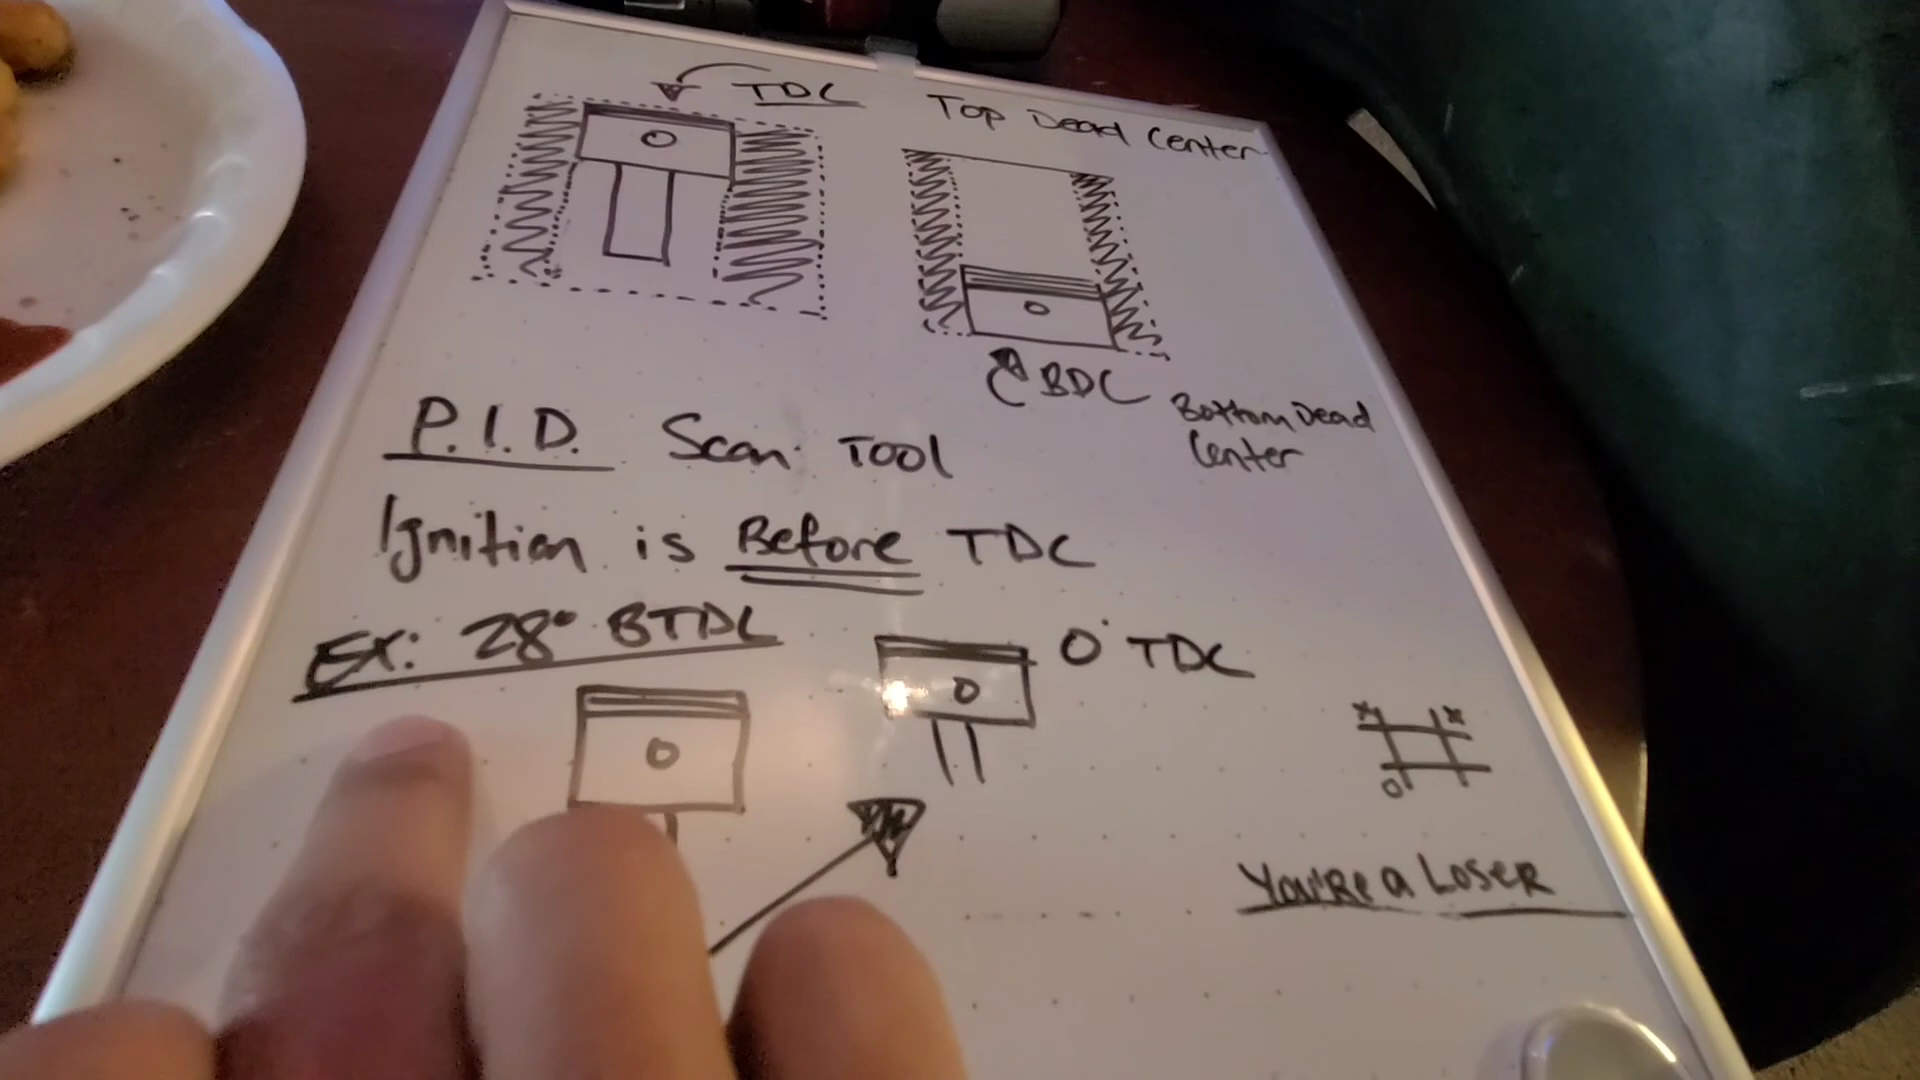 TDC Top Dead Center
BDC Bottom Dead
Center
P.I.D. Scan Tool
Ignition is Before TDC
Ex: 28° BTDC
0° TDC
x x
o
You're a Loser